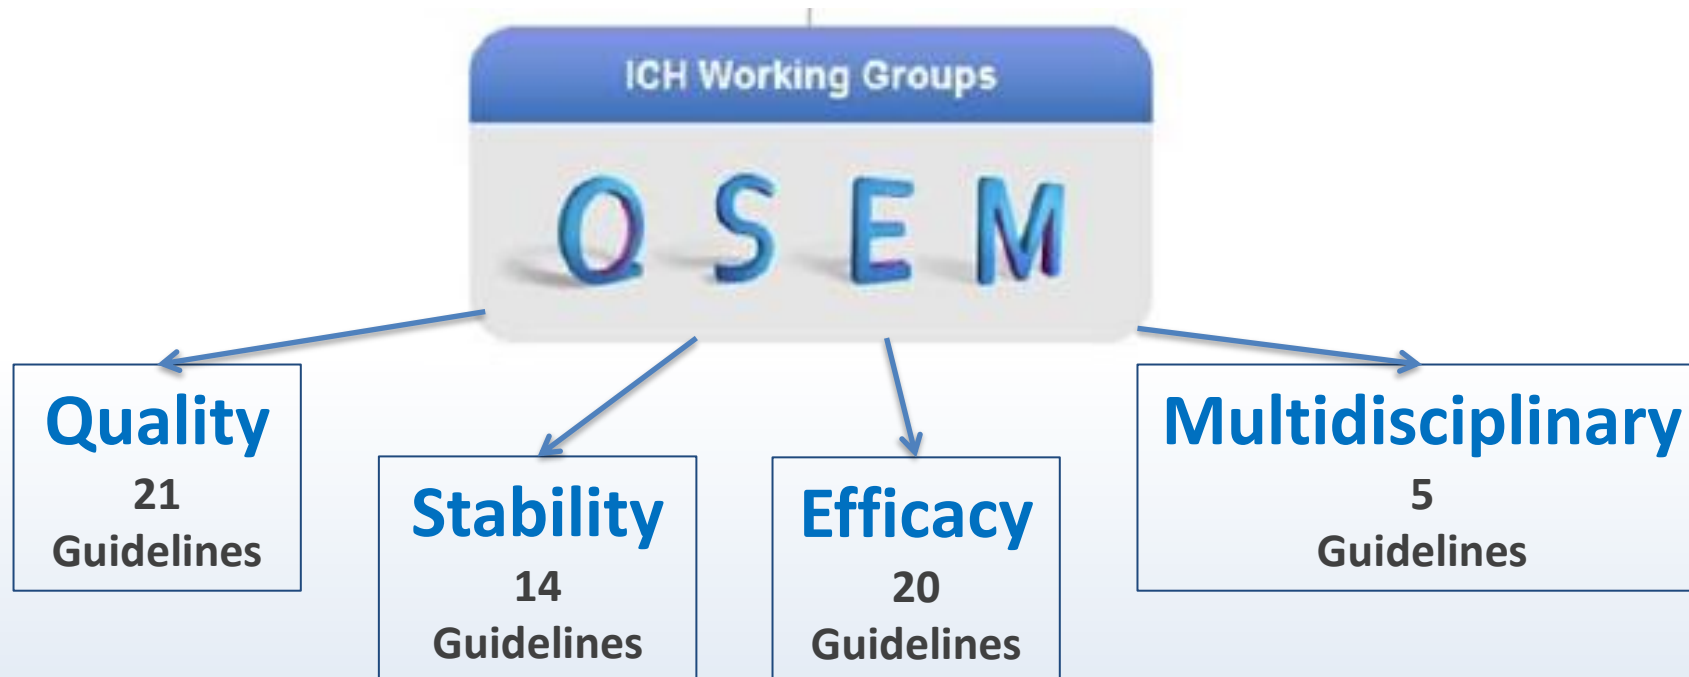 ICH Working Groups
Q S E M
Quality
21
Guidelines
Stability
14
Guidelines
Efficacy
20
Guidelines
Multidisciplinary
5
Guidelines